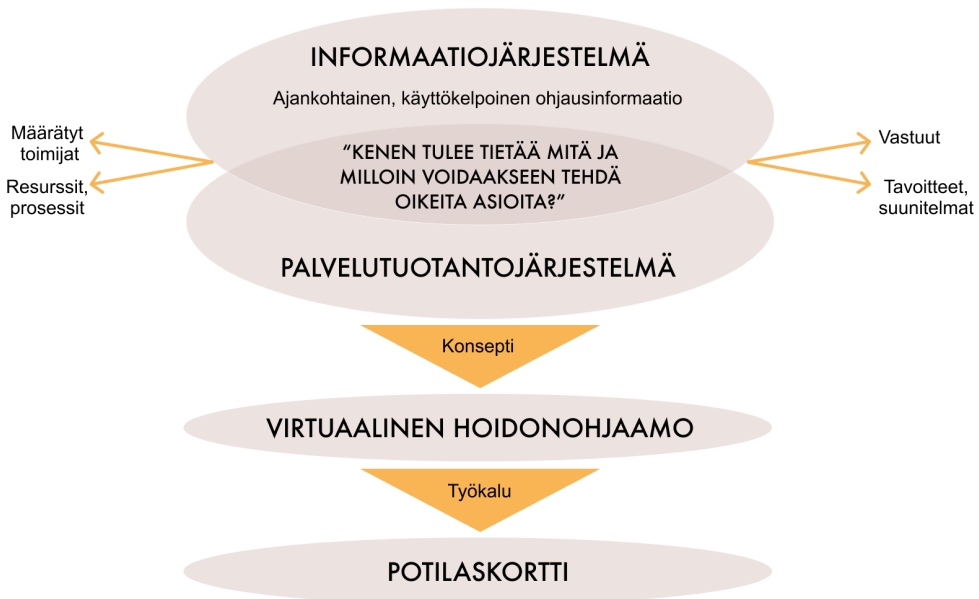 INFORMAATIOJÄRJESTELMÄ
Ajankohtainen, käyttökelpoinen ohjausinformaatio
Määrätyt
toimijat
Resurssit,
prosessit
"KENEN TULEE TIETÄÄ MITÄ JA
MILLOIN VOIDAAKSEEN TEHDÄ
OIKEITA ASIOITA?"
Vastuut
Tavoitteet,
suunitelmat
PALVELUTUOTANTOJÄRJESTELMÄ
Konsepti
VIRTUAALINEN HOIDONOHJAAMO
Työkalu
POTILASKORTTI